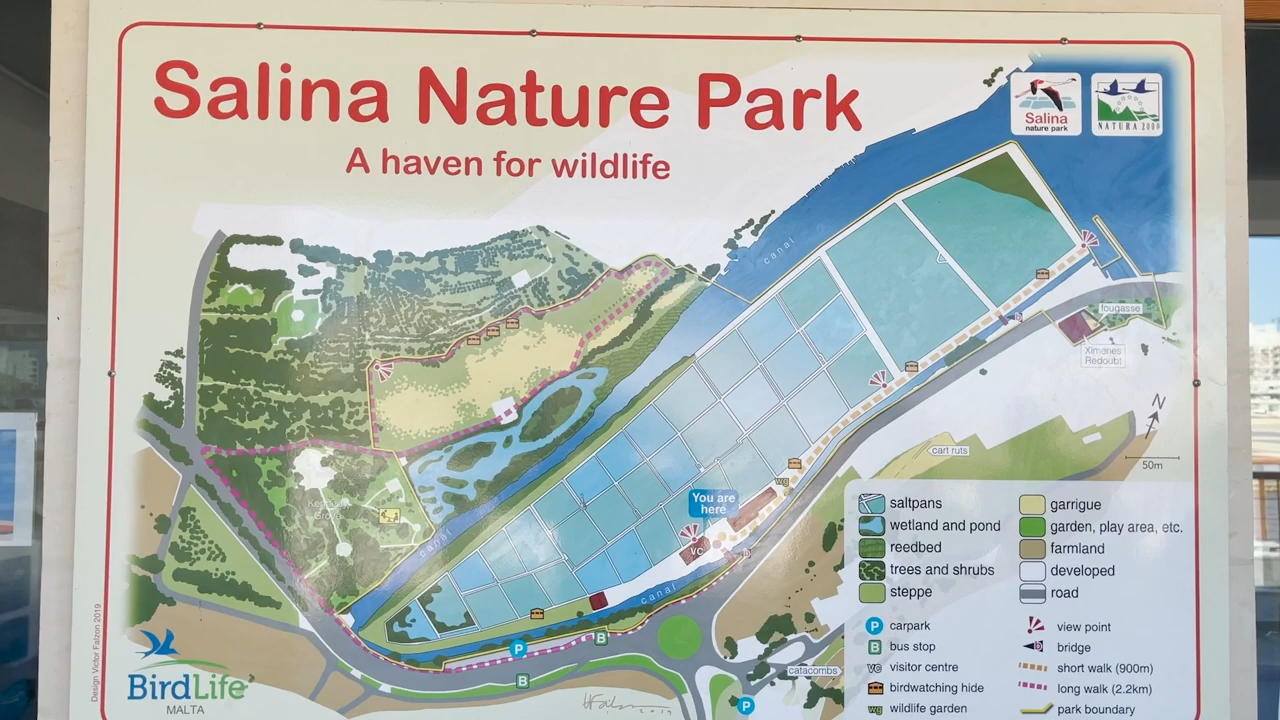 Salina Nature Park
A haven for wildlife
Salina
nature park
NATURA 2000
canal
fougasse
Ximenes
Redoubt
N
50m
cart ruts
You are
here
wg
vc
b
b
canal
canal
catacombs
P
B
B
P
saltpans
wetland and pond
reedbed
trees and shrubs
steppe
garrigue
garden, play area, etc.
farmland
developed
road
P carpark
B bus stop
vc visitor centre
birdwatching hide
wg wildlife garden
view point
b bridge
short walk (900m)
long walk (2.2km)
park boundary
Design Victor Falzon 2019
BirdLife
MALTA